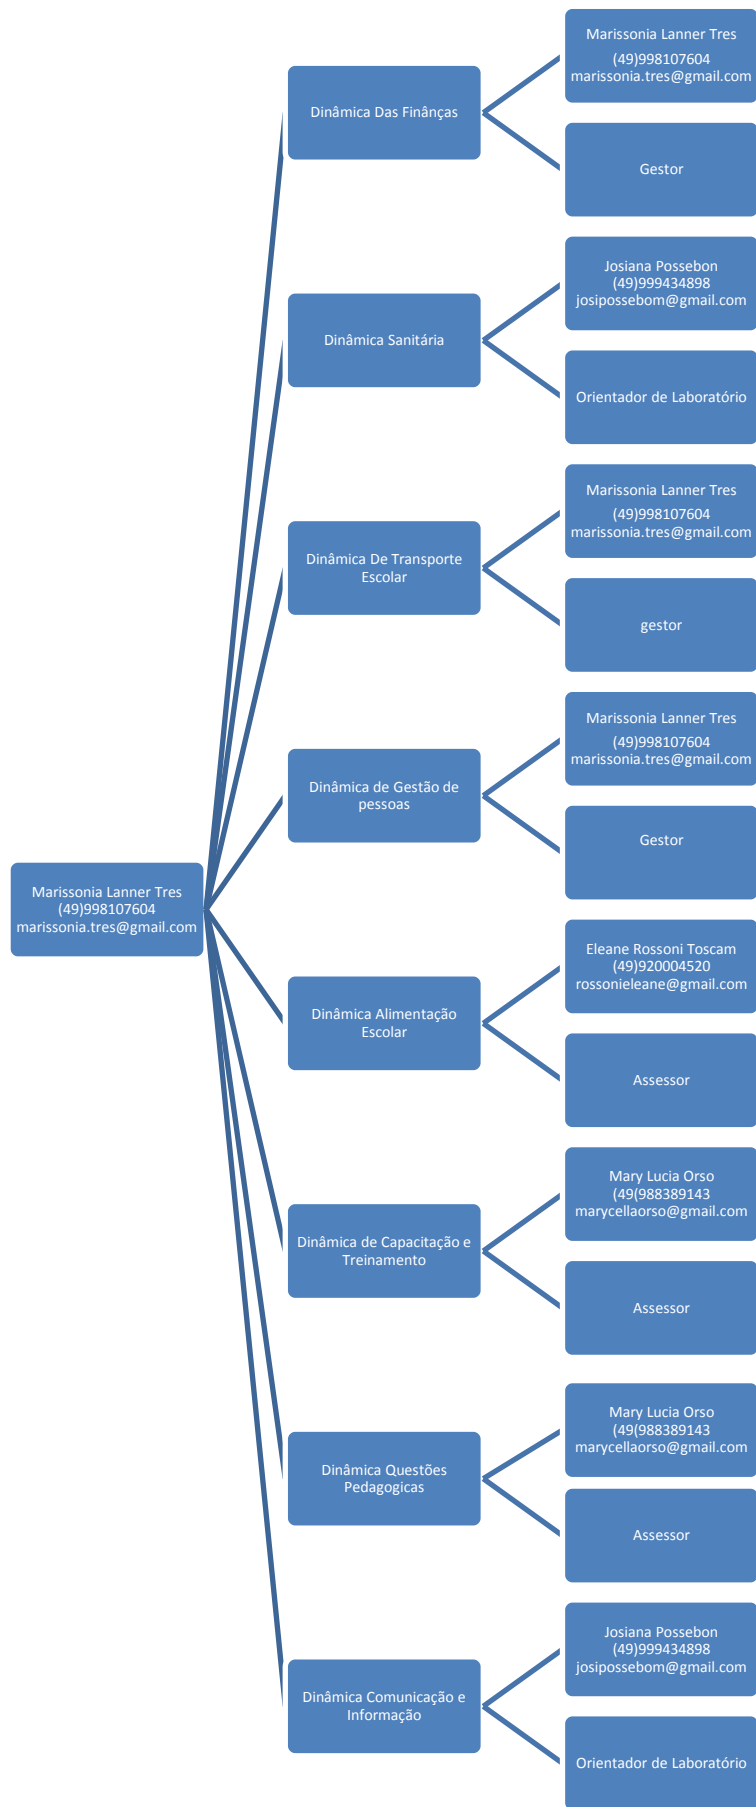 Marissonia Lanner Tres
(49)998107604
marissonia.tres@gmail.com
Dinâmica Das Finânças
Marissonia Lanner Tres
(49)998107604
marissonia.tres@gmail.com
Gestor
Dinâmica Sanitária
Josiana Possebon
(49)999434898
josipossebom@gmail.com
Orientador de Laboratório
Dinâmica De Transporte
Escolar
Marissonia Lanner Tres
(49)998107604
marissonia.tres@gmail.com
gestor
Dinâmica de Gestão de
pessoas
Marissonia Lanner Tres
(49)998107604
marissonia.tres@gmail.com
Gestor
Dinâmica Alimentação
Escolar
Eleane Rossoni Toscam
(49)920004520
rossonieleane@gmail.com
Assessor
Dinâmica de Capacitação e
Treinamento
Mary Lucia Orso
(49(988389143
marycellaorso@gmail.com
Assessor
Dinâmica Questões
Pedagogicas
Mary Lucia Orso
(49(988389143
marycellaorso@gmail.com
Assessor
Dinâmica Comunicação e
Informação
Josiana Possebon
(49)999434898
josipossebom@gmail.com
Orientador de Laboratório